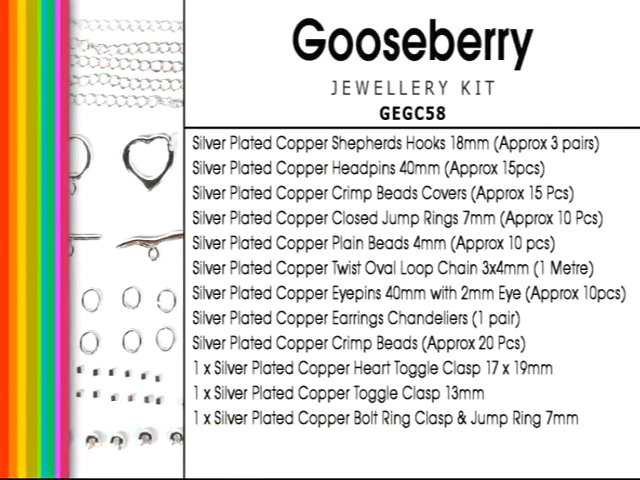 Gooseberry
JEWELLERY KIT
GEGC58
Silver Plated Copper Shepherds Hooks 18mm (Approx 3 pairs)
Silver Plated Copper Headpins 40mm (Approx 15pcs)
Silver Plated Copper Crimp Beads Covers (Approx 15 Pcs)
Silver Plated Copper Closed Jump Rings 7mm (Approx 10 Pcs)
Silver Plated Copper Plain Beads 4mm (Approx 10 pcs)
Silver Plated Copper Twist Oval Loop Chain 3x4mm (1 Metre)
Silver Plated Copper Eyepins 40mm with 2mm Eye (Approx 10pcs)
Silver Plated Copper Earrings Chandeliers (1 pair)
Silver Plated Copper Crimp Beads (Approx 20 Pcs)
1 x Silver Plated Copper Heart Toggle Clasp 17 x 19mm
1 x Silver Plated Copper Toggle Clasp 13mm
1 x Silver Plated Copper Bolt Ring Clasp & Jump Ring 7mm